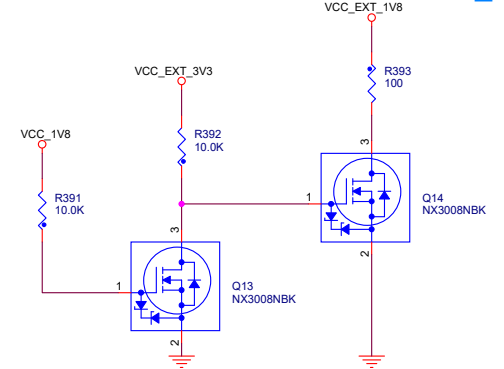 VCC_EXT_1V8
R393
100
VCC_EXT_3V3
R392
10.0K
VCC_1V8
R391
10.0K
3
1
Q14
NX3008NBK
2
3
1
Q13
NX3008NBK
2